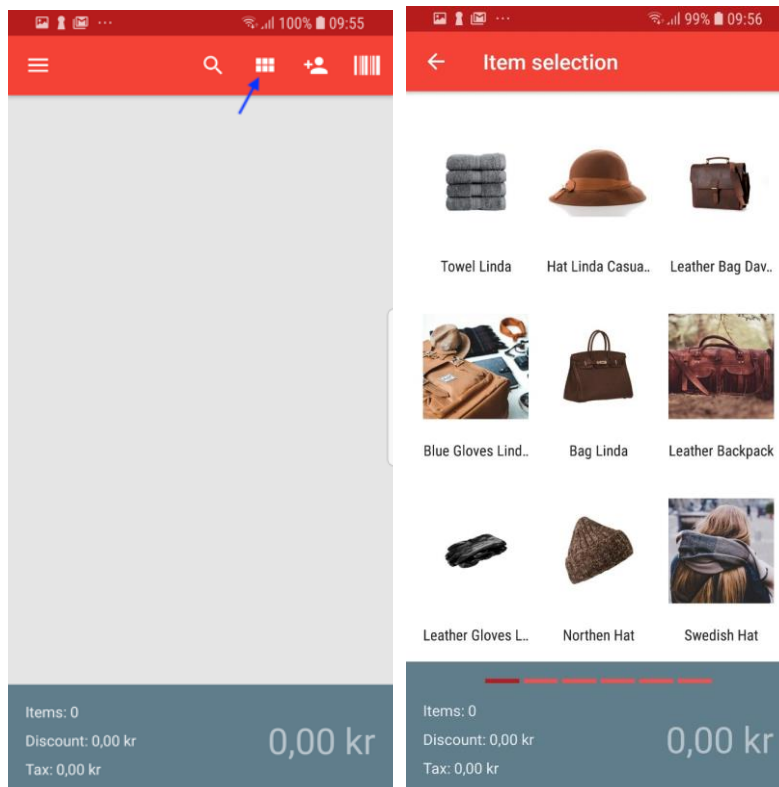 100% 09:55
Items: 0
Discount: 0,00 kr
Tax: 0,00 kr
0,00 kr
99% 09:56
Item selection
Towel Linda
Hat Linda Casua..
Leather Bag Dav..
Blue Gloves Lind..
Bag Linda
Leather Backpack
Leather Gloves L..
Northen Hat
Swedish Hat
Items: 0
Discount: 0,00 kr
Tax: 0,00 kr
0,00 kr